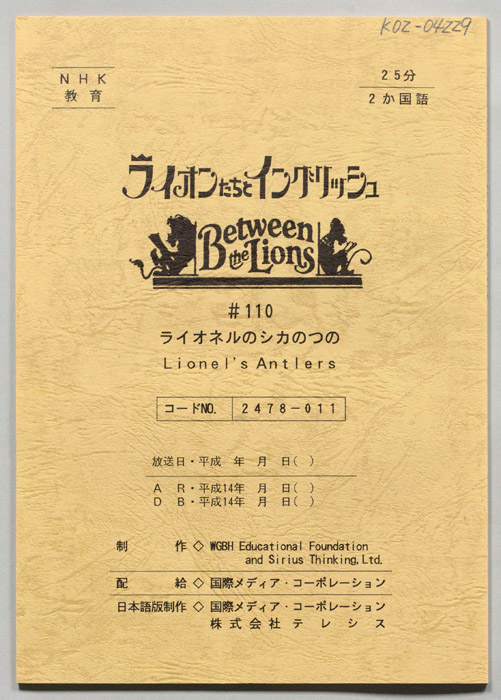 K02-04229
NHK
教育
25分
2か国語
ライオンたちとイングリッシュ
Between
the Lions
#110
ライオネルのシカのつの
Lionel's Antlers
コードNO. 2478-011
放送日・平成　年　月　日(　)
A R・平成14年　月　日(　)
D B・平成14年　月　日(　)
制作◇WGBH Educational Foundation
and Sirius Thinking,Ltd.
配給◇国際メディア・コーポレーション
日本語版制作◇国際メディア・コーポレーション
株式会社テレシス